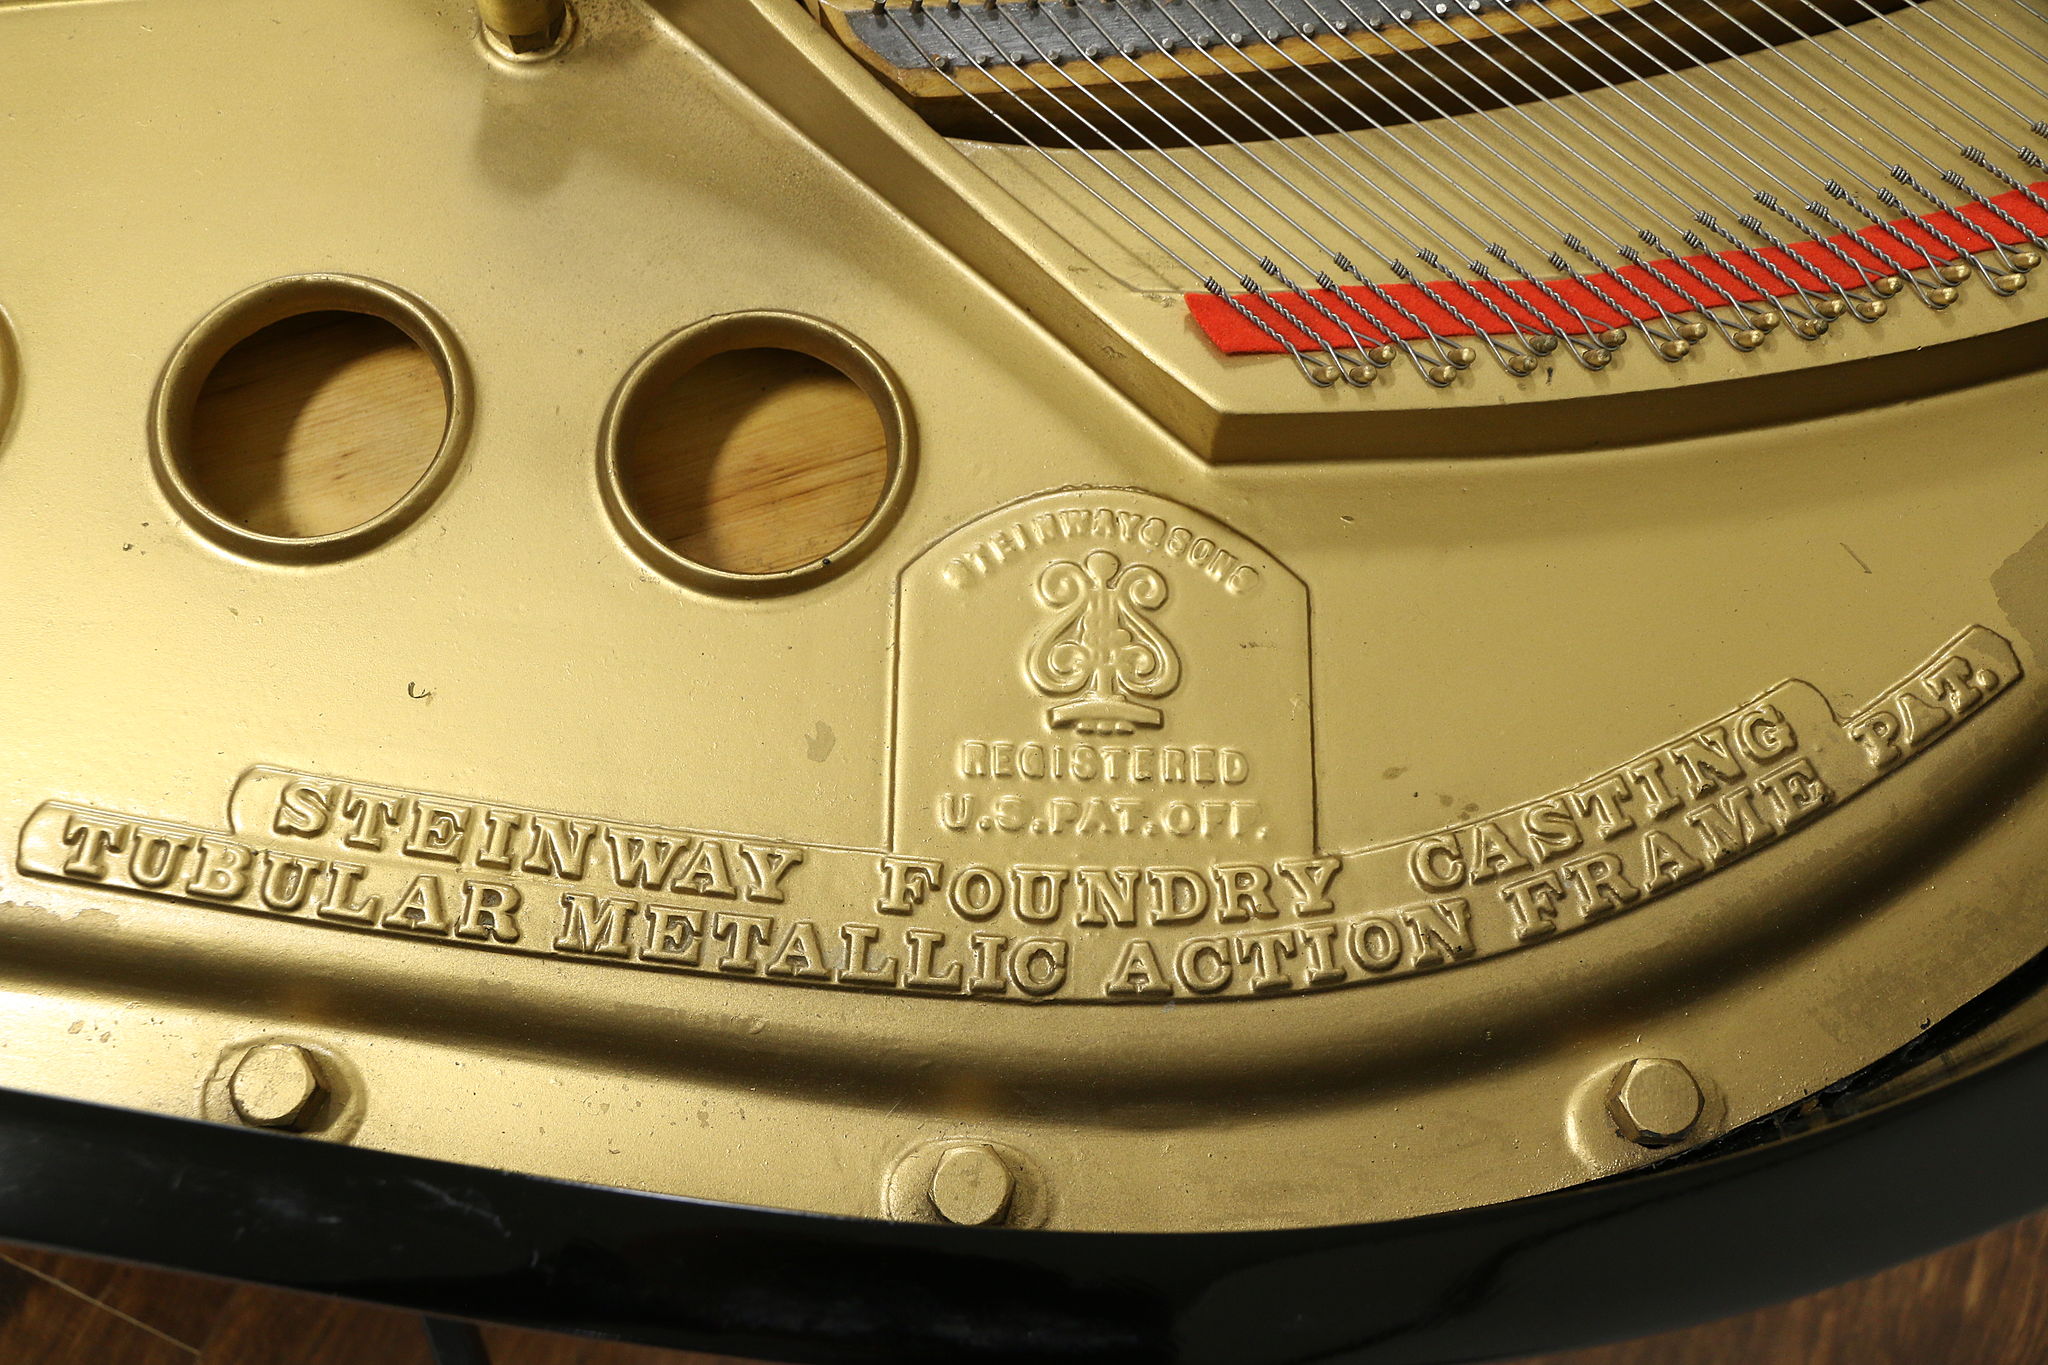 STEINWAY&SONS
REGISTERED
U.S.PAT.OFF.
STEINWAY FOUNDRY CASTING
TUBULAR METALLIC ACTION FRAME PAT.